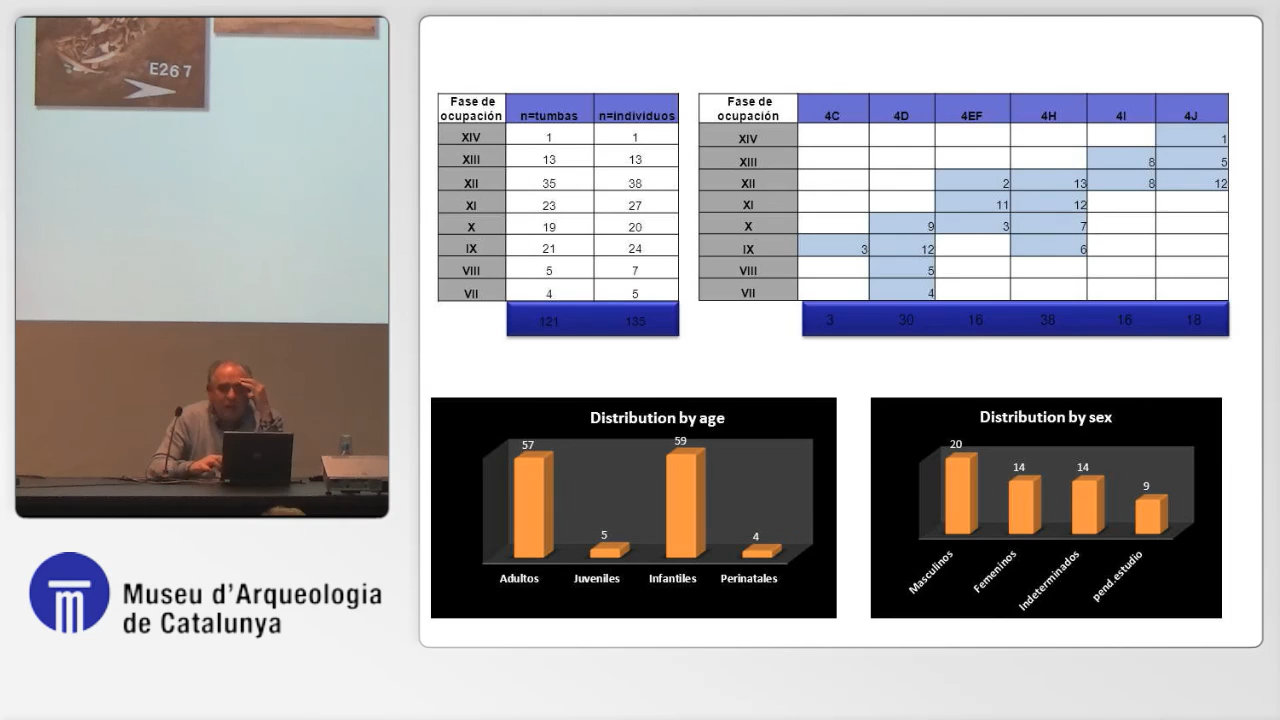 E267
Museu d'Arqueologia
de Catalunya
Fase de ocupación n=tumbas n=individuos
XIV 1 1
XIII 13 13
XII 35 38
XI 23 27
X 19 20
IX 21 24
VIII 5 7
VII 4 5
121 135
Fase de ocupación 4C 4D 4EF 4H 4I 4J
XIV 1
XIII 8 5
XII 2 13 8 12
XI 11 12
X 9 3 7
IX 3 12 6
VIII 5
VII 4
3 30 16 38 16 18
Distribution by age
57 5 59 4
Adultos Juveniles Infantiles Perinatales
Distribution by sex
20 14 14 9
Masculinos Femeninos Indeterminados pend.estudio